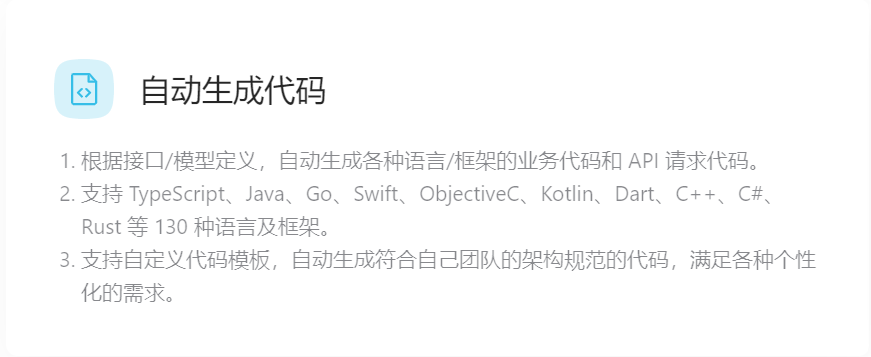 自动生成代码
1. 根据接口/模型定义，自动生成各种语言/框架的业务代码和 API 请求代码。
2. 支持 TypeScript、Java、Go、Swift、ObjectiveC、Kotlin、Dart、C++、C#、
Rust 等 130 种语言及框架。
3. 支持自定义代码模板，自动生成符合自己团队的架构规范的代码，满足各种个性
化的需求。